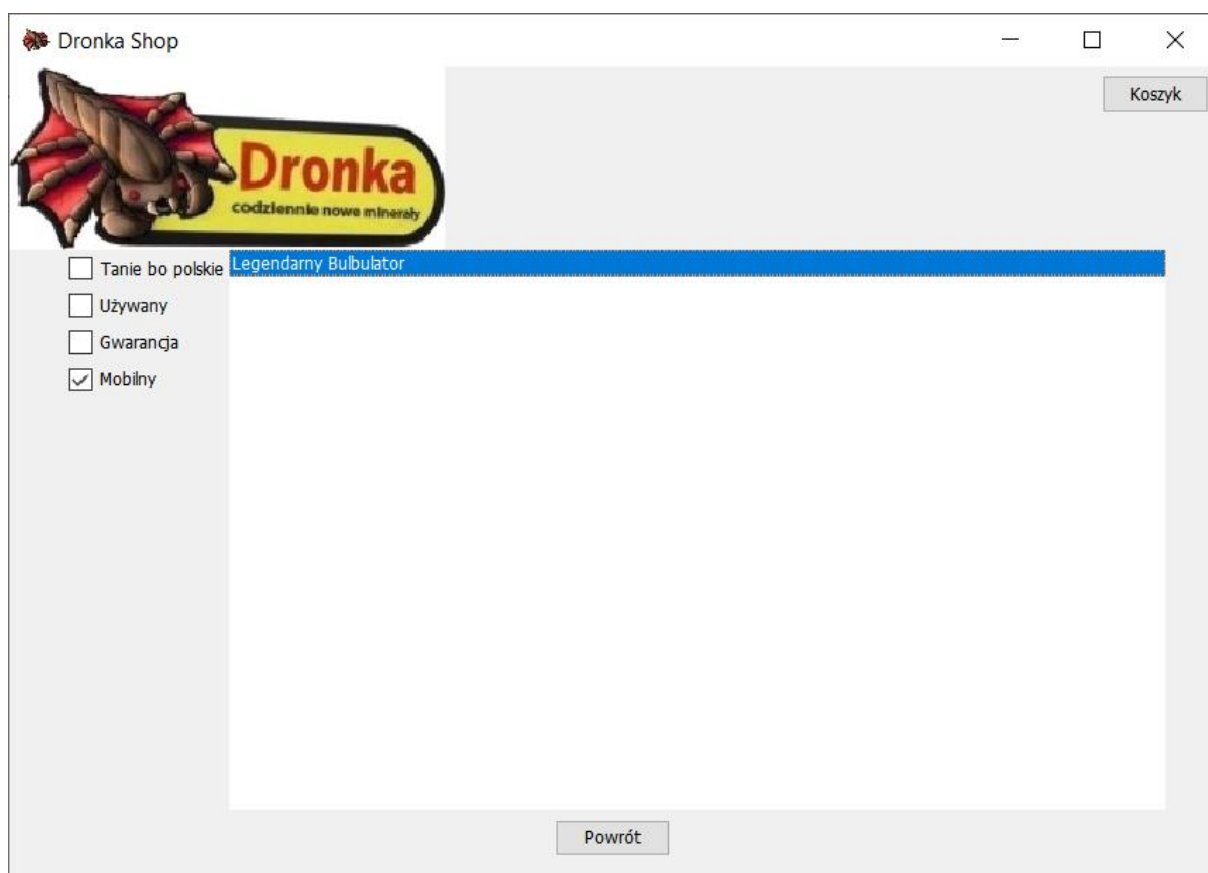 Dronka Shop
Koszyk
Dronka
codziennie nowe minerały
Tanie bo polskie
Legendarny Bulbulator
Używany
Gwarancja
Mobilny
Powrót